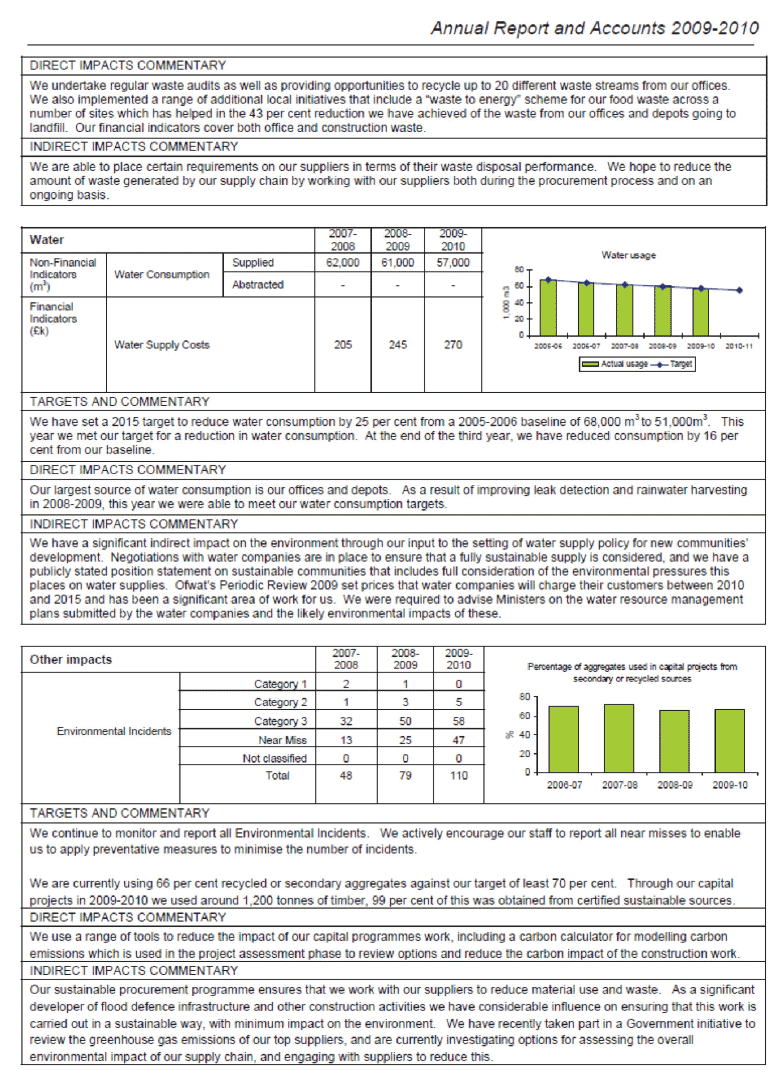 Annual Report and Accounts 2009-2010
DIRECT IMPACTS COMMENTARY
We undertake regular waste audits as well as providing opportunities to recycle up to 20 different waste streams from our offices.
We also implemented a range of additional local initiatives that include a "waste to energy" scheme for our food waste across a
number of sites which has helped in the 43 per cent reduction we have achieved of the waste from our offices and depots going to
landfill. Our financial indicators cover both office and construction waste.
INDIRECT IMPACTS COMMENTARY
We are able to place certain requirements on our suppliers in terms of their waste disposal performance. We hope to reduce the
amount of waste generated by our supply chain by working with our suppliers both during the procurement process and on an
ongoing basis.
Water
2007-
2008
2008-
2009
2009-
2010
Non-Financial
Indicators
(m³)
Water Consumption
Supplied
62,000
61,000
57,000
Abstracted
-
-
-
Financial
Indicators
(£k)
Water Supply Costs
205
245
270
Water usage
1,000 m3
80
60
40
20
0
2005-06 2006-07 2007-08 2008-09 2009-10 2010-11
Actual usage Target
TARGETS AND COMMENTARY
We have set a 2015 target to reduce water consumption by 25 per cent from a 2005-2006 baseline of 68,000 m³ to 51,000m³. This
year we met our target for a reduction in water consumption. At the end of the third year, we have reduced consumption by 16 per
cent from our baseline.
DIRECT IMPACTS COMMENTARY
Our largest source of water consumption is our offices and depots. As a result of improving leak detection and rainwater harvesting
in 2008-2009, this year we were able to meet our water consumption targets.
INDIRECT IMPACTS COMMENTARY
We have a significant indirect impact on the environment through our input to the setting of water supply policy for new communities'
development. Negotiations with water companies are in place to ensure that a fully sustainable supply is considered, and we have a
publicly stated position statement on sustainable communities that includes full consideration of the environmental pressures this
places on water supplies. Ofwat's Periodic Review 2009 set prices that water companies will charge their customers between 2010
and 2015 and has been a significant area of work for us. We were required to advise Ministers on the water resource management
plans submitted by the water companies and the likely environmental impacts of these.
Other impacts
2007-
2008
2008-
2009
2009-
2010
Environmental Incidents
Category 1 2 1 0
Category 2 1 3 5
Category 3 32 50 58
Near Miss 13 25 47
Not classified 0 0 0
Total 48 79 110
Percentage of aggregates used in capital projects from
secondary or recycled sources
%
80
60
40
20
0
2006-07 2007-08 2008-09 2009-10
TARGETS AND COMMENTARY
We continue to monitor and report all Environmental Incidents. We actively encourage our staff to report all near misses to enable
us to apply preventative measures to minimise the number of incidents.
We are currently using 66 per cent recycled or secondary aggregates against our target of least 70 per cent. Through our capital
projects in 2009-2010 we used around 1,200 tonnes of timber, 99 per cent of this was obtained from certified sustainable sources.
DIRECT IMPACTS COMMENTARY
We use a range of tools to reduce the impact of our capital programmes work, including a carbon calculator for modelling carbon
emissions which is used in the project assessment phase to review options and reduce the carbon impact of the construction work.
INDIRECT IMPACTS COMMENTARY
Our sustainable procurement programme ensures that we work with our suppliers to reduce material use and waste. As a significant
developer of flood defence infrastructure and other construction activities we have considerable influence on ensuring that this work is
carried out in a sustainable way, with minimum impact on the environment. We have recently taken part in a Government initiative to
review the greenhouse gas emissions of our top suppliers, and are currently investigating options for assessing the overall
environmental impact of our supply chain, and engaging with suppliers to reduce this.